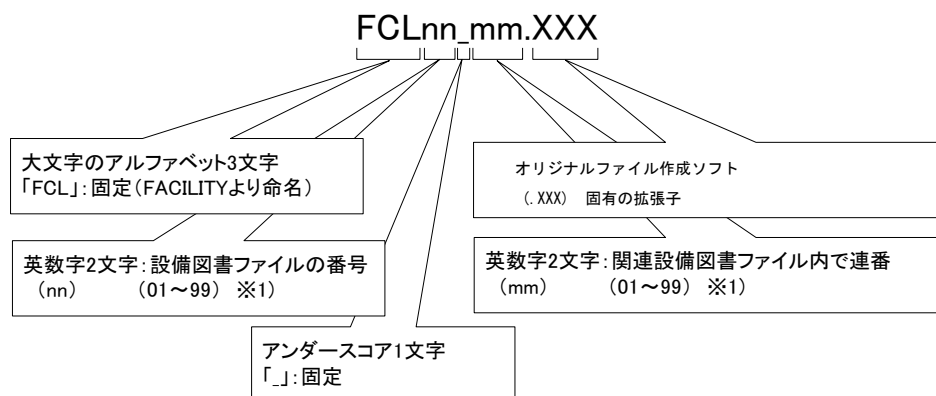 FCLnn_mm.XXX
大文字のアルファベット3文字
「FCL」：固定（FACILITYより命名）
オリジナルファイル作成ソフト
（.XXX） 固有の拡張子
英数字2文字：設備図書ファイルの番号
（nn） （01～99） ※1）
英数字2文字：関連設備図書ファイル内で連番
（mm） （01～99） ※1）
アンダースコア1文字
「_」：固定